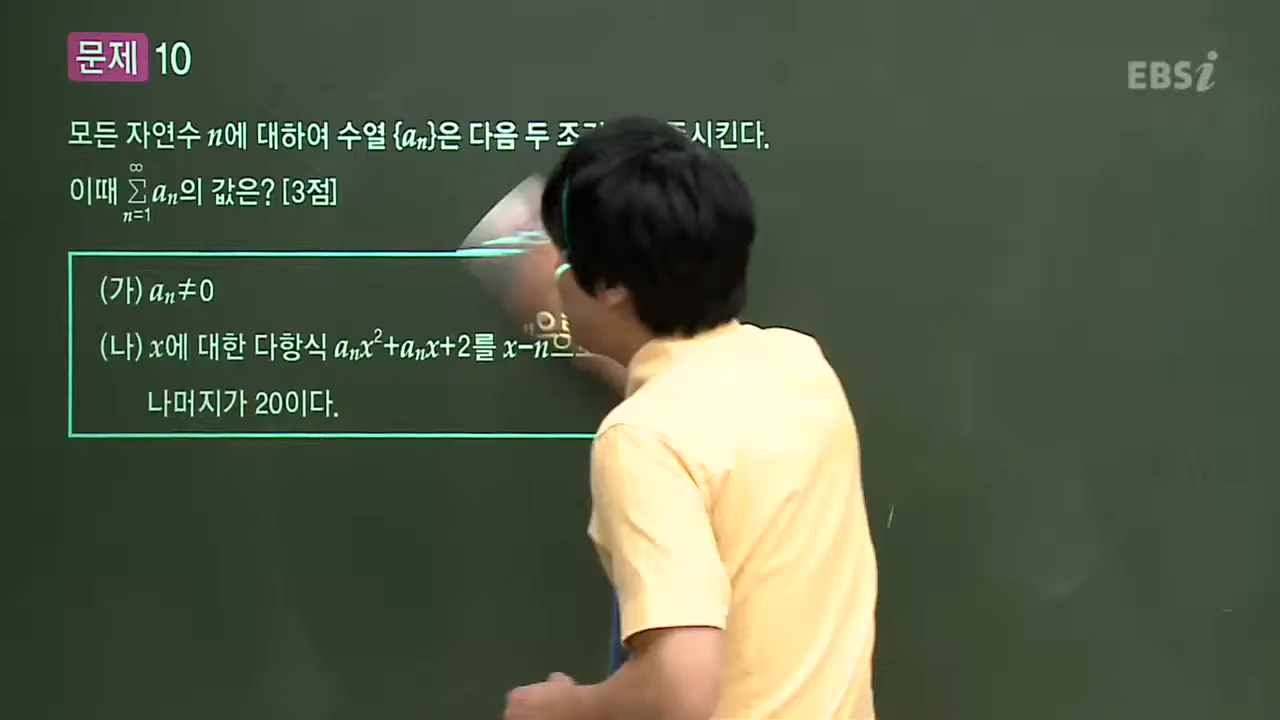 문제 10
EBSi
모든 자연수 n에 대하여 수열 {aₙ}은 다음 두 시킨다.
이때 ∞Σn=1 aₙ의 값은? [3점]
(가) aₙ≠0
(나) x에 대한 다항식 aₙx²+aₙx+2를 x-n으로
나머지가 20이다.